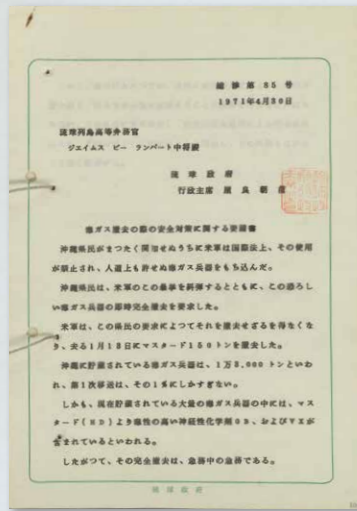 総渉第85号
1971年4月30日
琉球列島高等弁務官
ジェイムス ビー ランパート中将殿
琉球政府
行政主席 屋良朝苗
毒ガス撤去の際の安全対策に関する要請書
沖縄県民がまったく関知せぬうちに米軍は国際法上、その使用
が禁止され、人道上も許せぬ毒ガス兵器をもち込んだ。
沖縄県民は、米軍のこの暴挙を糾弾するとともに、この恐ろし
い毒ガス兵器の即時完全撤去を要求した。
米軍は、この県民の要求によつてそれを撤去せざるを得なくな
り、去る1月13日にマスタード150トンを撤去した。
沖縄に貯蔵されている毒ガス兵器は、1万3,000トンといわ
れ、第1次移送は、その1%にしかすぎない。
しかも、現在貯蔵されている大量の毒ガス兵器の中には、マス
タード(HD)より毒性の高い神経性化学剤GB、およびVXが
含まれているといわれる。
したがつて、その完全撤去は、急務中の急務である。
琉球政府